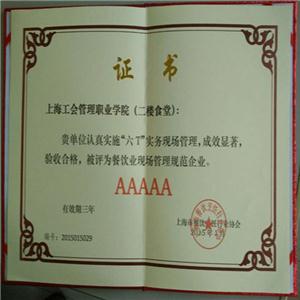 证书
上海工会管理职业学院（二楼食堂）：
贵单位认真实施“六T”实务现场管理，成效显著，
验收合格，被评为餐饮业现场管理规范企业。
AAAAA
有效期三年
编号：2015015029